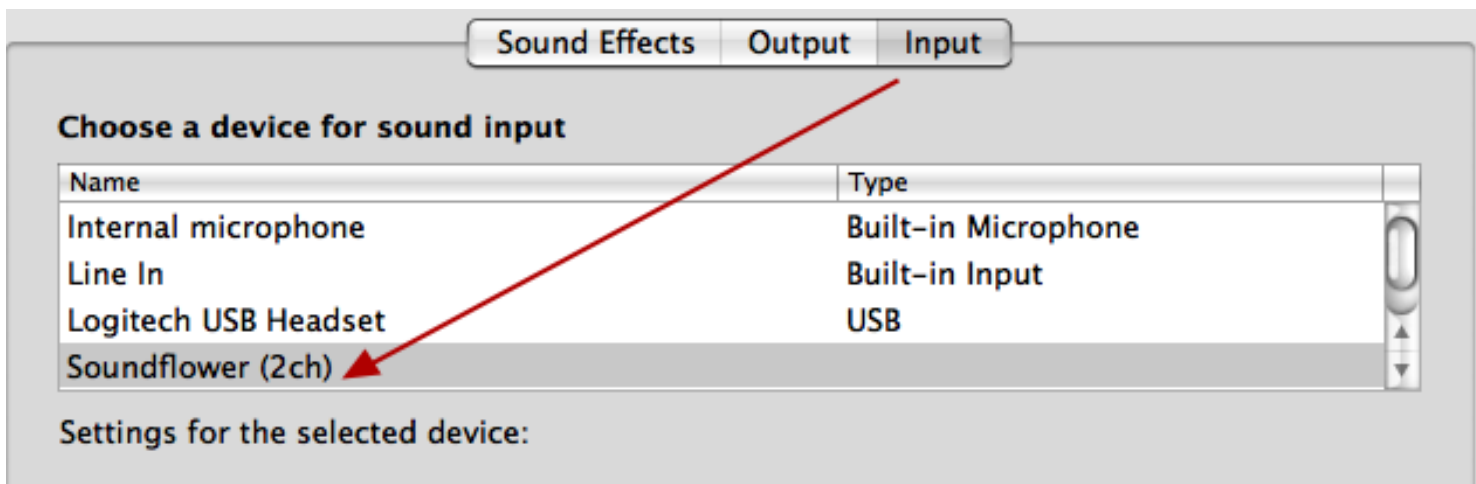 Sound Effects Output Input
Choose a device for sound input
Name Type
Internal microphone Built-in Microphone
Line In Built-in Input
Logitech USB Headset USB
Soundflower (2ch)
Settings for the selected device: